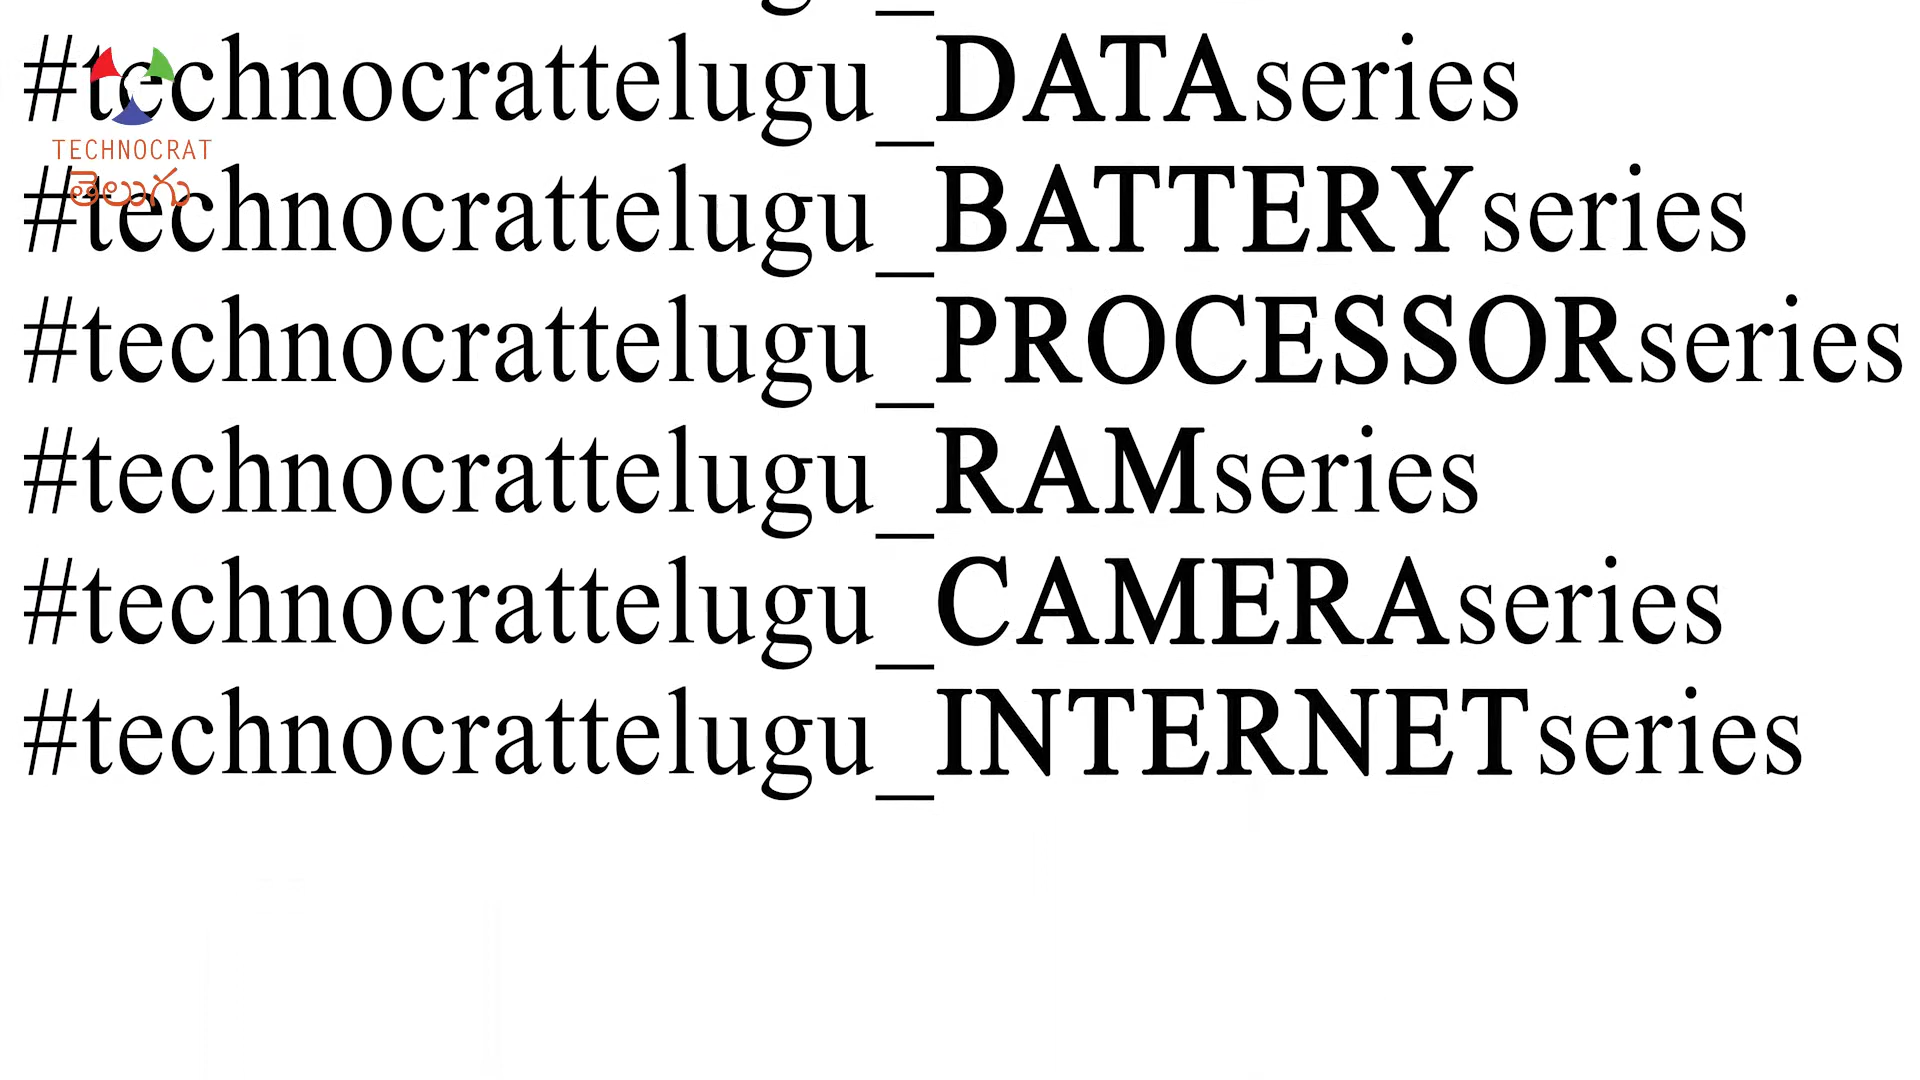 #technocrattelugu_DATAseries
TECHNOCRAT
తెలుగు
#technocrattelugu_BATTERYseries
#technocrattelugu_PROCESSORseries
#technocrattelugu_RAMseries
#technocrattelugu_CAMERAseries
#technocrattelugu_INTERNETseries